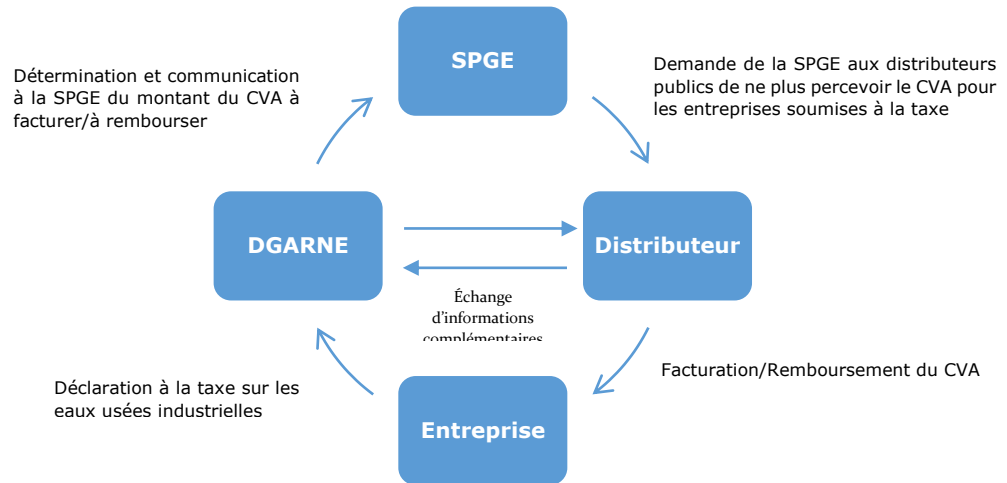 SPGE
Détermination et communication
à la SPGE du montant du CVA à
facturer/à rembourser
Demande de la SPGE aux distributeurs
publics de ne plus percevoir le CVA pour
les entreprises soumises à la taxe
DGARNE
Distributeur
Échange
d'informations
complémentaires
Déclaration à la taxe sur les
eaux usées industrielles
Facturation/Remboursement du CVA
Entreprise